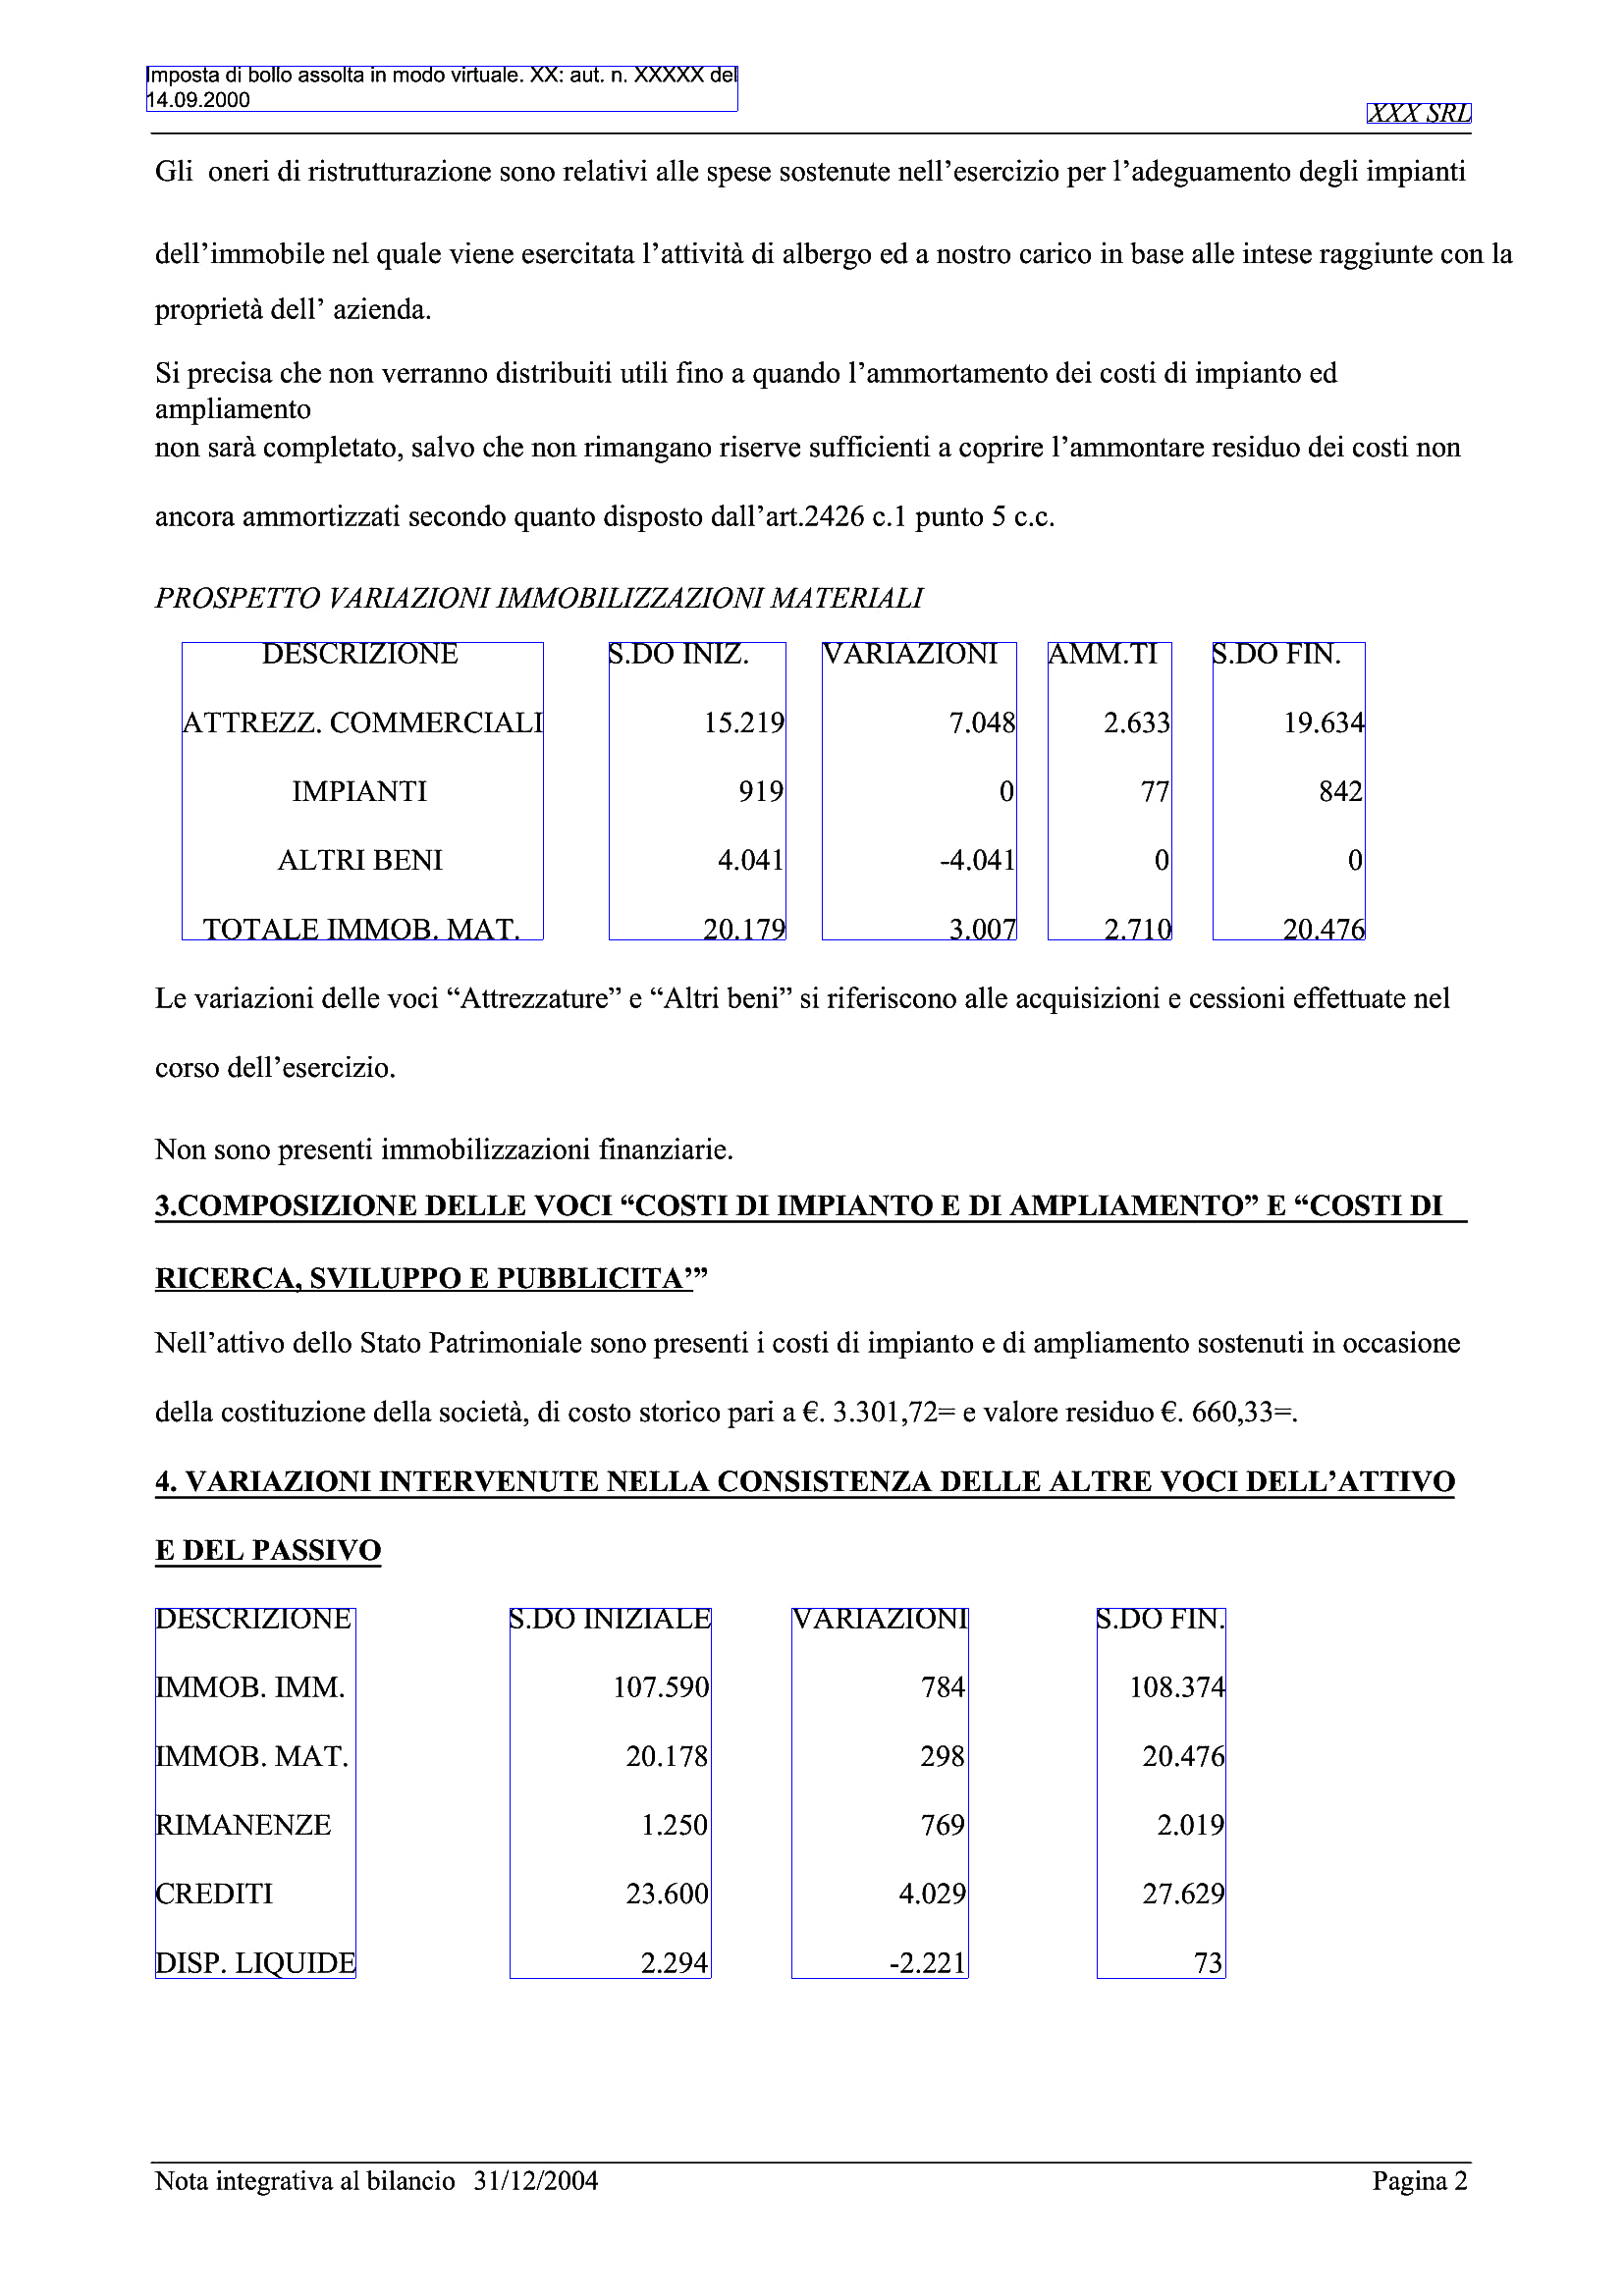 Imposta di bollo assolta in modo virtuale. XX: aut. n. XXXXX del
14.09.2000
XXX SRL
Gli  oneri di ristrutturazione sono relativi alle spese sostenute nell’esercizio per l’adeguamento degli impianti
dell’immobile nel quale viene esercitata l’attività di albergo ed a nostro carico in base alle intese raggiunte con la
proprietà dell’ azienda.
Si precisa che non verranno distribuiti utili fino a quando l’ammortamento dei costi di impianto ed
ampliamento
non sarà completato, salvo che non rimangano riserve sufficienti a coprire l’ammontare residuo dei costi non
ancora ammortizzati secondo quanto disposto dall’art.2426 c.1 punto 5 c.c.
PROSPETTO VARIAZIONI IMMOBILIZZAZIONI MATERIALI
DESCRIZIONE S.DO INIZ. VARIAZIONI AMM.TI S.DO FIN.
ATTREZZ. COMMERCIALI 15.219 7.048 2.633 19.634
IMPIANTI 919 0 77 842
ALTRI BENI 4.041 -4.041 0 0
TOTALE IMMOB. MAT. 20.179 3.007 2.710 20.476
Le variazioni delle voci “Attrezzature” e “Altri beni” si riferiscono alle acquisizioni e cessioni effettuate nel
corso dell’esercizio.
Non sono presenti immobilizzazioni finanziarie.
3.COMPOSIZIONE DELLE VOCI “COSTI DI IMPIANTO E DI AMPLIAMENTO” E “COSTI DI
RICERCA, SVILUPPO E PUBBLICITA’”
Nell’attivo dello Stato Patrimoniale sono presenti i costi di impianto e di ampliamento sostenuti in occasione
della costituzione della società, di costo storico pari a €. 3.301,72= e valore residuo €. 660,33=.
4. VARIAZIONI INTERVENUTE NELLA CONSISTENZA DELLE ALTRE VOCI DELL’ATTIVO
E DEL PASSIVO
DESCRIZIONE S.DO INIZIALE VARIAZIONI S.DO FIN.
IMMOB. IMM. 107.590 784 108.374
IMMOB. MAT. 20.178 298 20.476
RIMANENZE 1.250 769 2.019
CREDITI 23.600 4.029 27.629
DISP. LIQUIDE 2.294 -2.221 73
Nota integrativa al bilancio  31/12/2004 Pagina 2